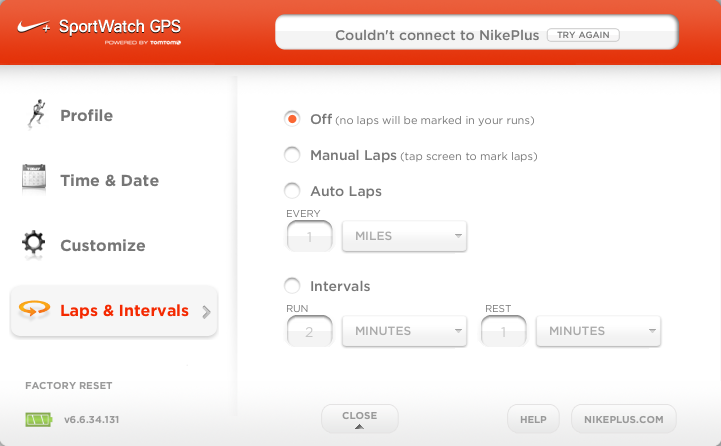 SportWatch GPS
POWERED BY TOMTOM
Couldn't connect to NikePlus TRY AGAIN
Profile
Time & Date
Customize
Laps & Intervals
FACTORY RESET
v6.6.34.131
Off (no laps will be marked in your runs)
Manual Laps (tap screen to mark laps)
Auto Laps
EVERY
1 MILES
Intervals
RUN REST
2 MINUTES 1 MINUTES
CLOSE HELP NIKEPLUS.COM